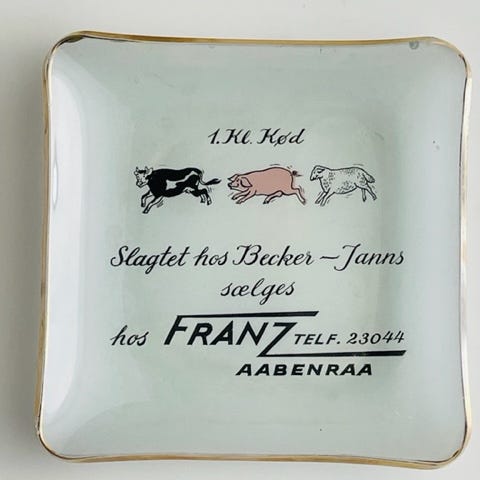 1. Kl. Kød
Slagtet hos Becker – Janns
sælges
hos FRANZ TELF. 23044
AABENRAA